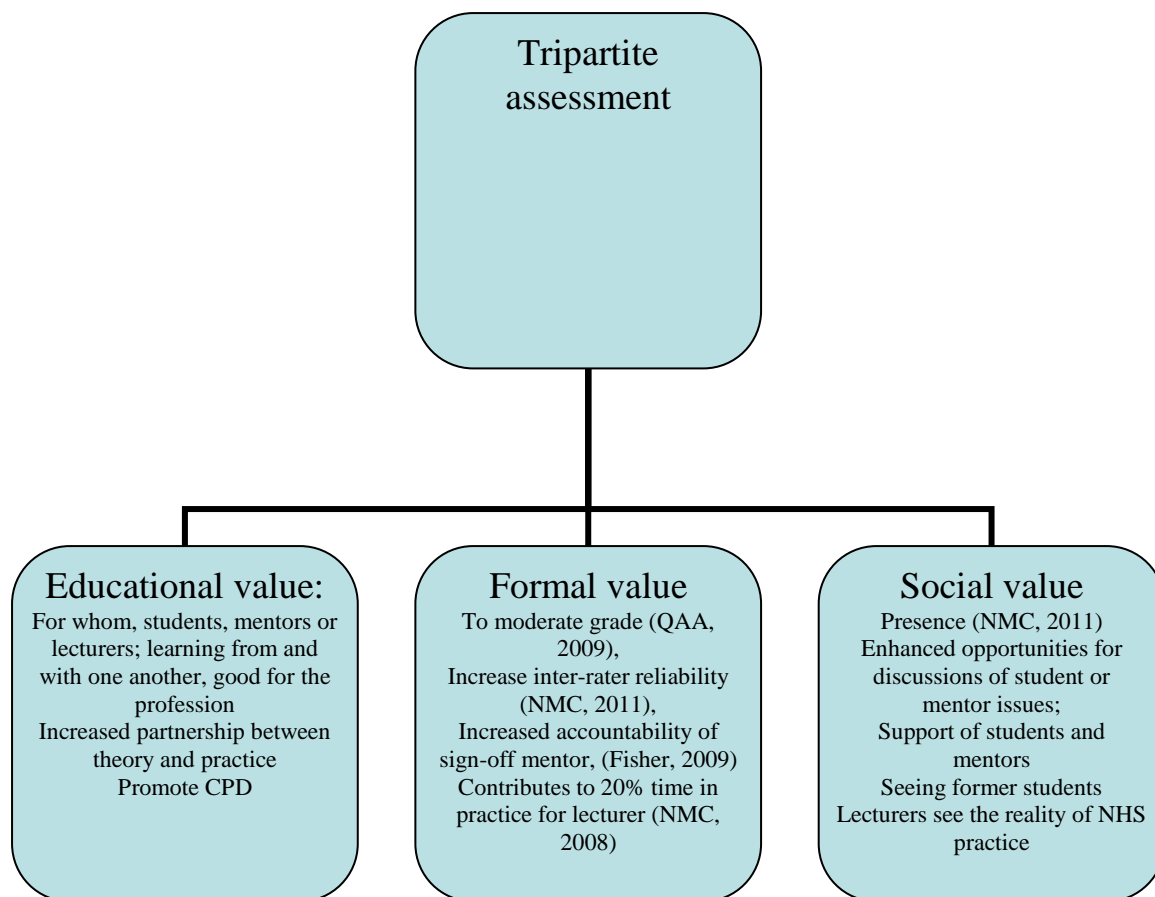 Tripartite
assessment
Educational value:
For whom, students, mentors or
lecturers; learning from and
with one another, good for the
profession
Increased partnership between
theory and practice
Promote CPD
Formal value
To moderate grade (QAA,
2009),
Increase inter-rater reliability
(NMC, 2011),
Increased accountability of
sign-off mentor, (Fisher, 2009)
Contributes to 20% time in
practice for lecturer (NMC,
2008)
Social value
Presence (NMC, 2011)
Enhanced opportunities for
discussions of student or
mentor issues;
Support of students and
mentors
Seeing former students
Lecturers see the reality of NHS
practice